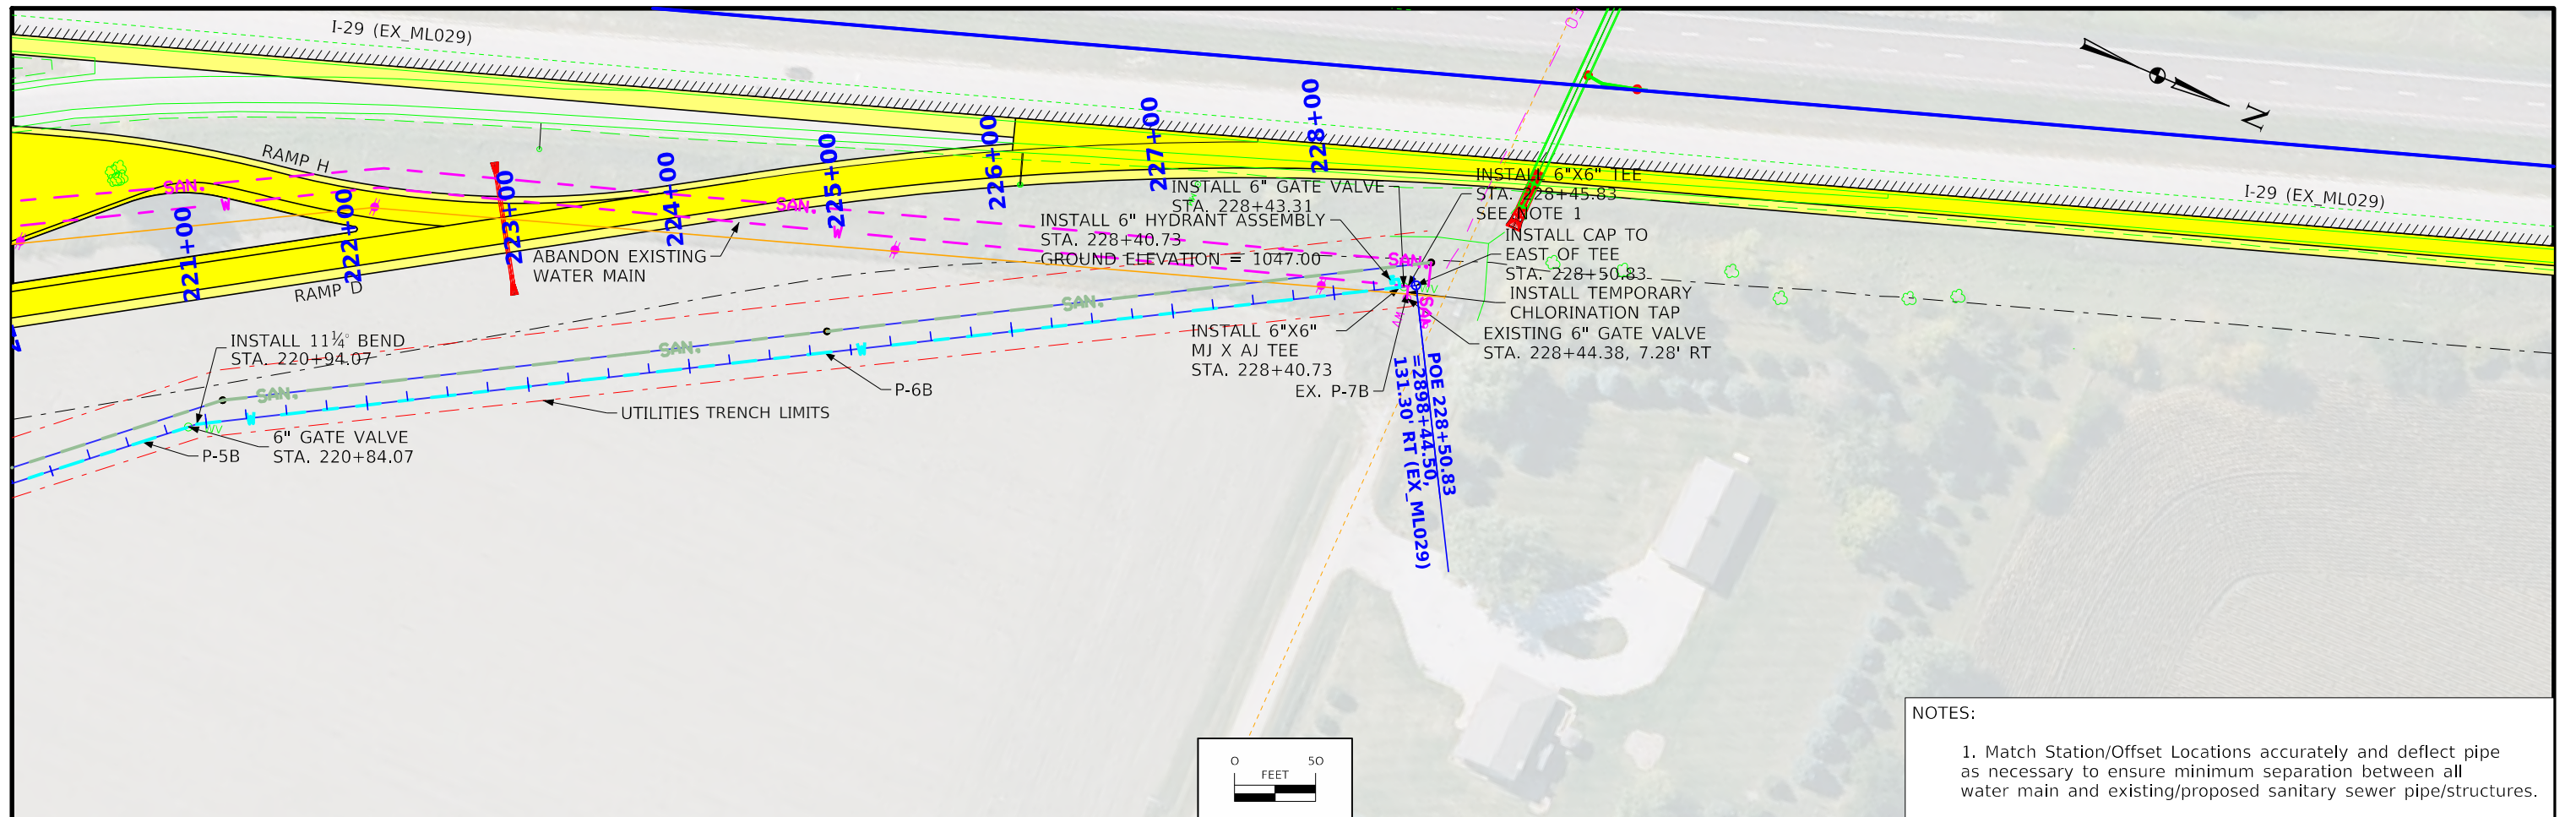 I-29 (EX_ML029)
I-29 (EX_ML029)
N
RAMP H
RAMP D
SAN.
W
221+00
222+00
223+00
224+00
225+00
226+00
227+00
228+00
SAN.
W
ABANDON EXISTING
WATER MAIN
INSTALL 6" GATE VALVE
STA. 228+43.31
INSTALL 6" HYDRANT ASSEMBLY
STA. 228+40.73
GROUND ELEVATION = 1047.00
INSTALL 6"X6" TEE
STA. 228+45.83
SEE NOTE 1
INSTALL CAP TO
EAST OF TEE
STA. 228+50.83
INSTALL TEMPORARY
CHLORINATION TAP
EXISTING 6" GATE VALVE
STA. 228+44.38, 7.28' RT
INSTALL 6"X6"
MJ X AJ TEE
STA. 228+40.73
EX. P-7B
SAN.
SAN.
SAN.
SAN.
SAN.
W
W
INSTALL 11¼° BEND
STA. 220+94.07
6" GATE VALVE
STA. 220+84.07
P-5B
P-6B
UTILITIES TRENCH LIMITS
POE 228+50.83
=2898+44.50,
131.30' RT (EX_ML029)
0 50
FEET
NOTES:
1. Match Station/Offset Locations accurately and deflect pipe
as necessary to ensure minimum separation between all
water main and existing/proposed sanitary sewer pipe/structures.